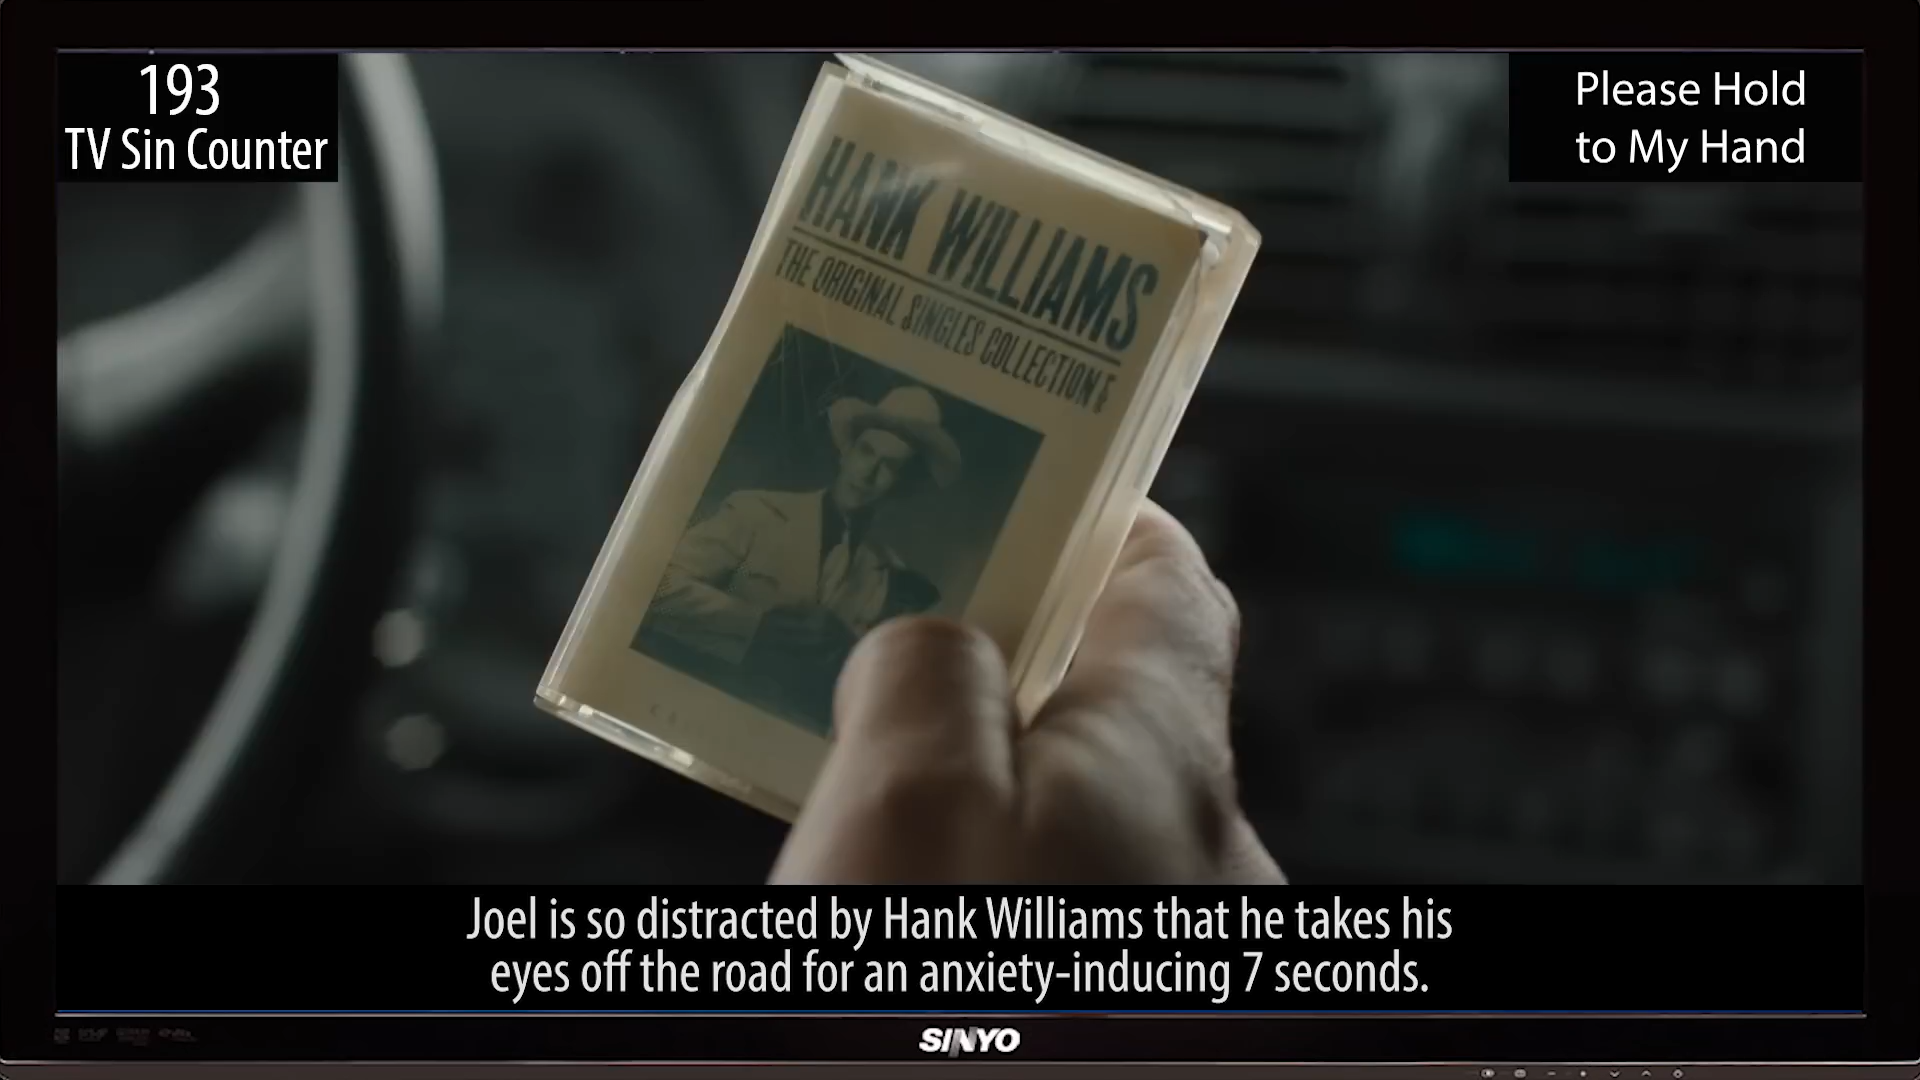 193
TV Sin Counter
Please Hold
to My Hand
HANK WILLIAMS
THE ORIGINAL SINGLES COLLECTION
Joel is so distracted by Hank Williams that he takes his
eyes off the road for an anxiety-inducing 7 seconds.
SINYO